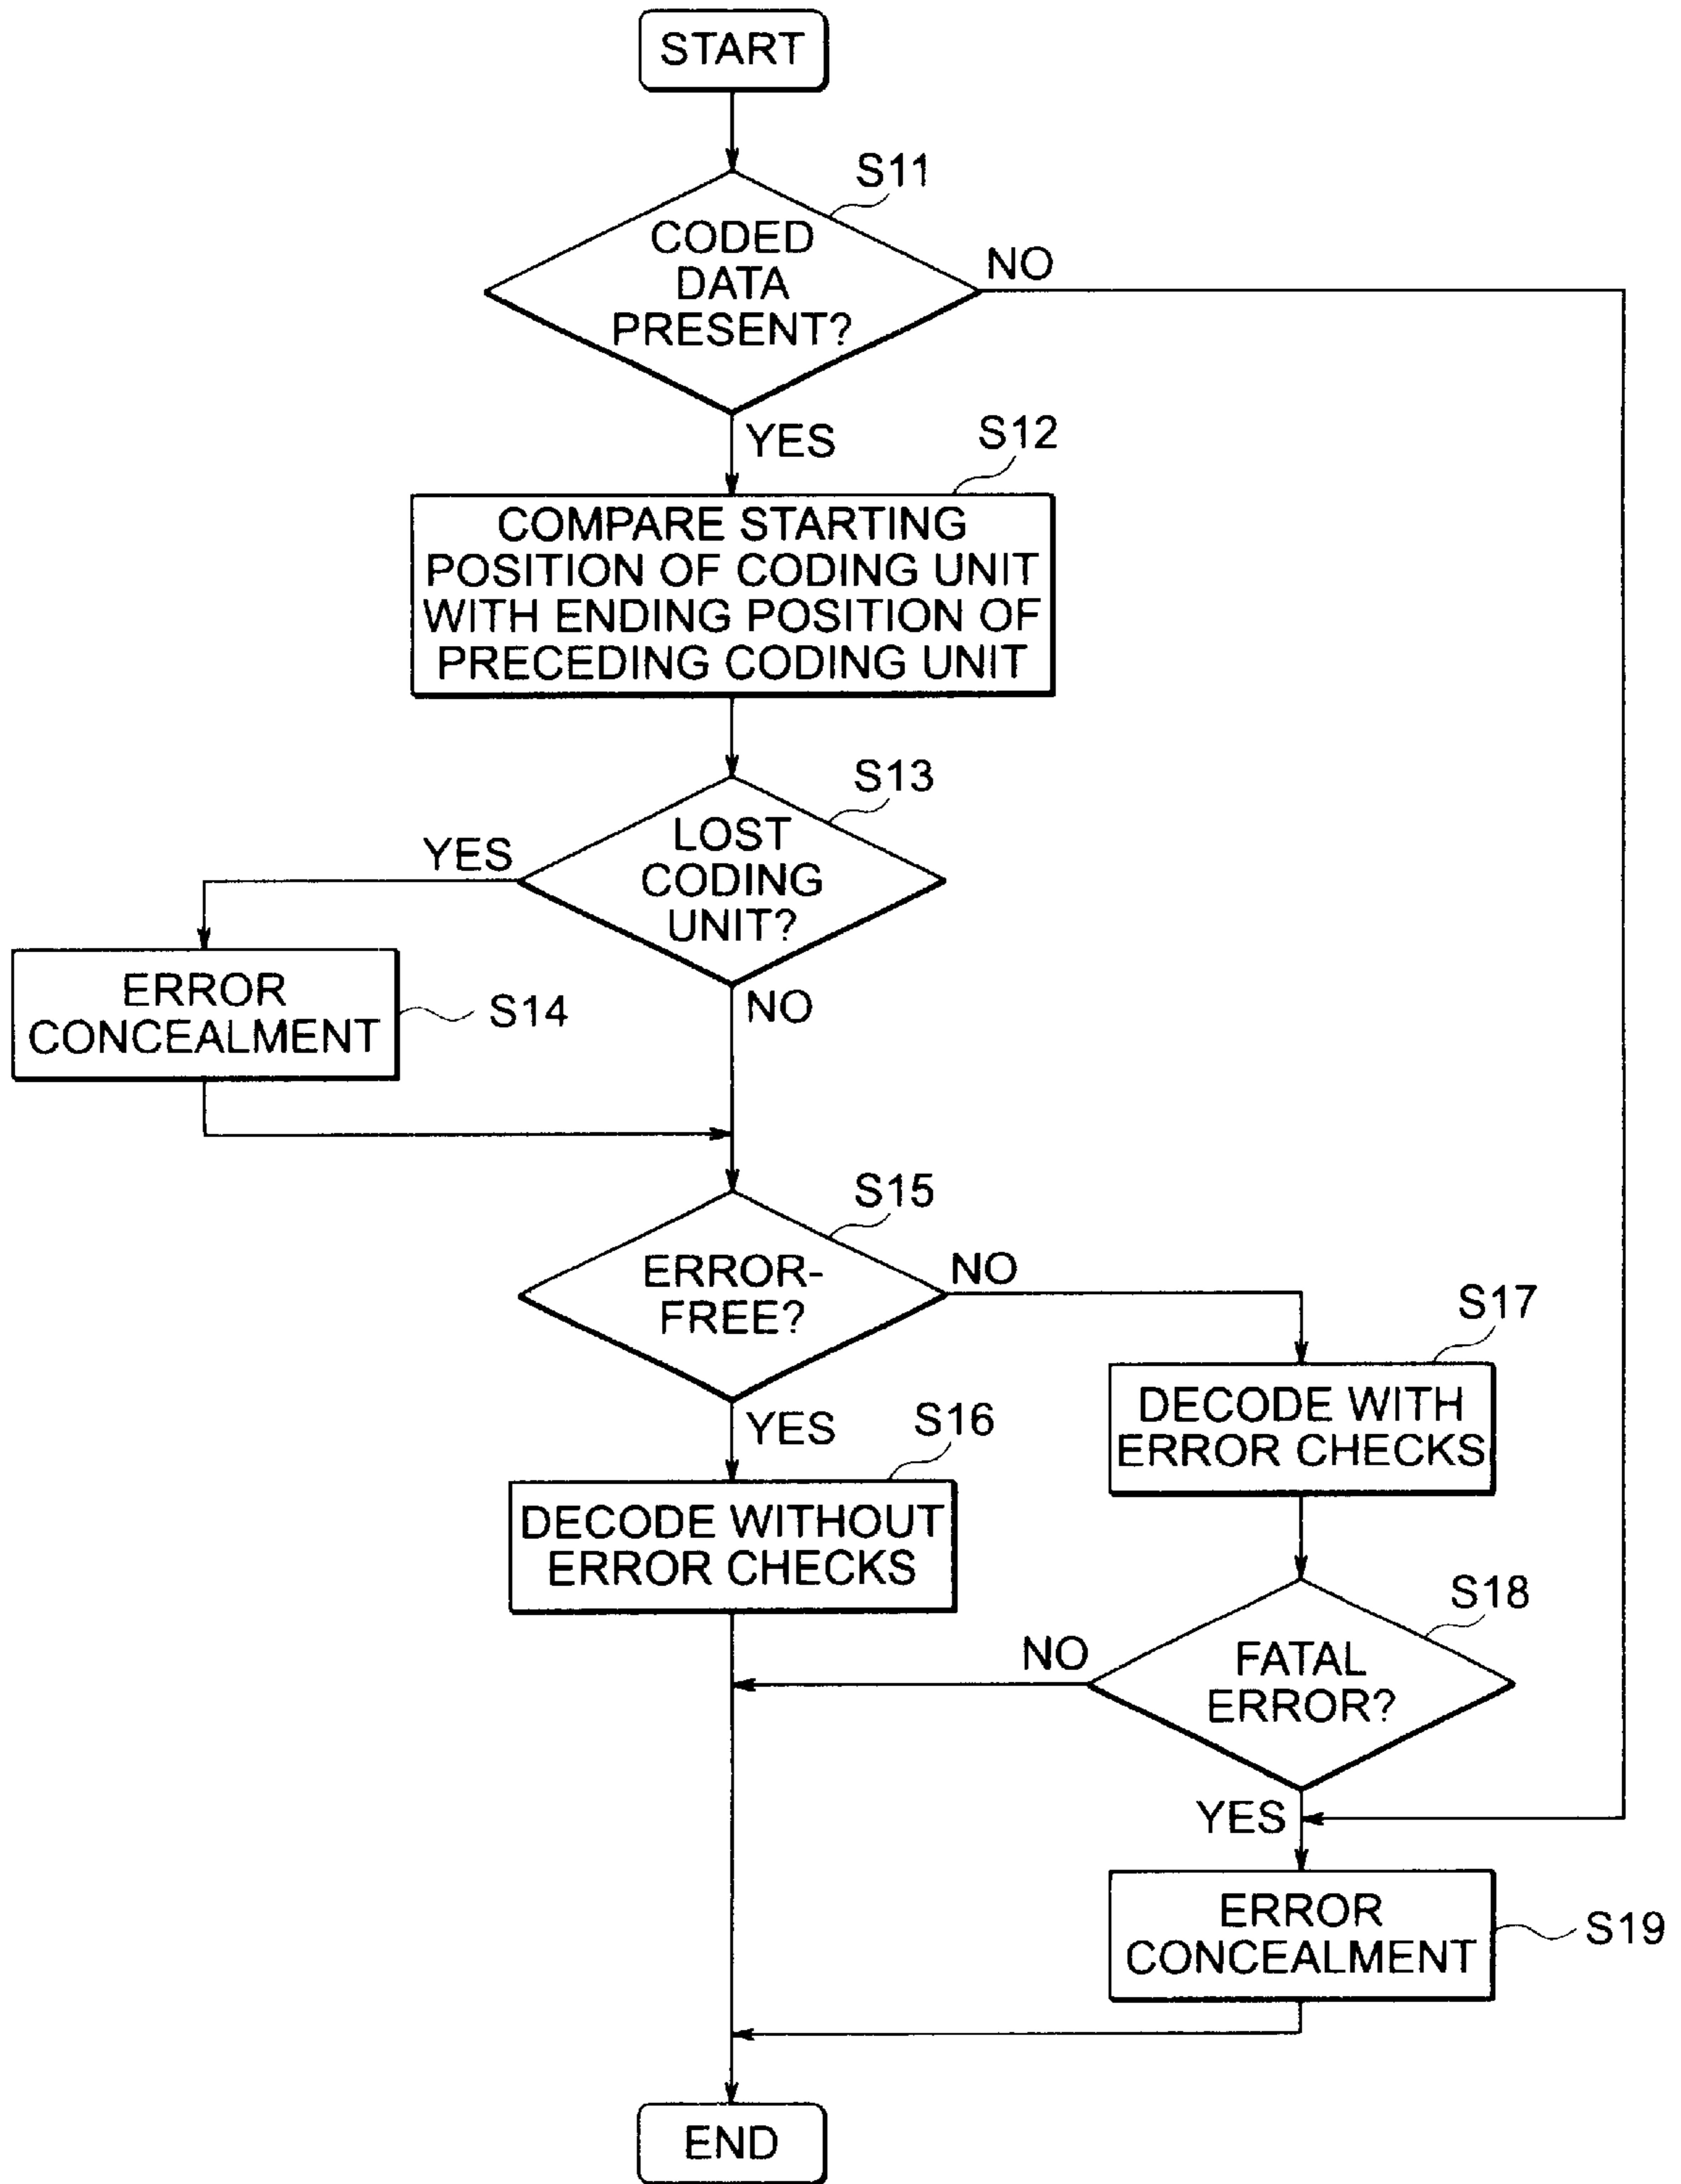 START
S11
CODED
DATA
PRESENT?
NO
YES
S12
COMPARE STARTING
POSITION OF CODING UNIT
WITH ENDING POSITION OF
PRECEDING CODING UNIT
S13
LOST
CODING
UNIT?
YES
NO
ERROR
CONCEALMENT
S14
S15
ERROR-
FREE?
NO
YES
S16
DECODE WITHOUT
ERROR CHECKS
S17
DECODE WITH
ERROR CHECKS
S18
FATAL
ERROR?
NO
YES
ERROR
CONCEALMENT
S19
END